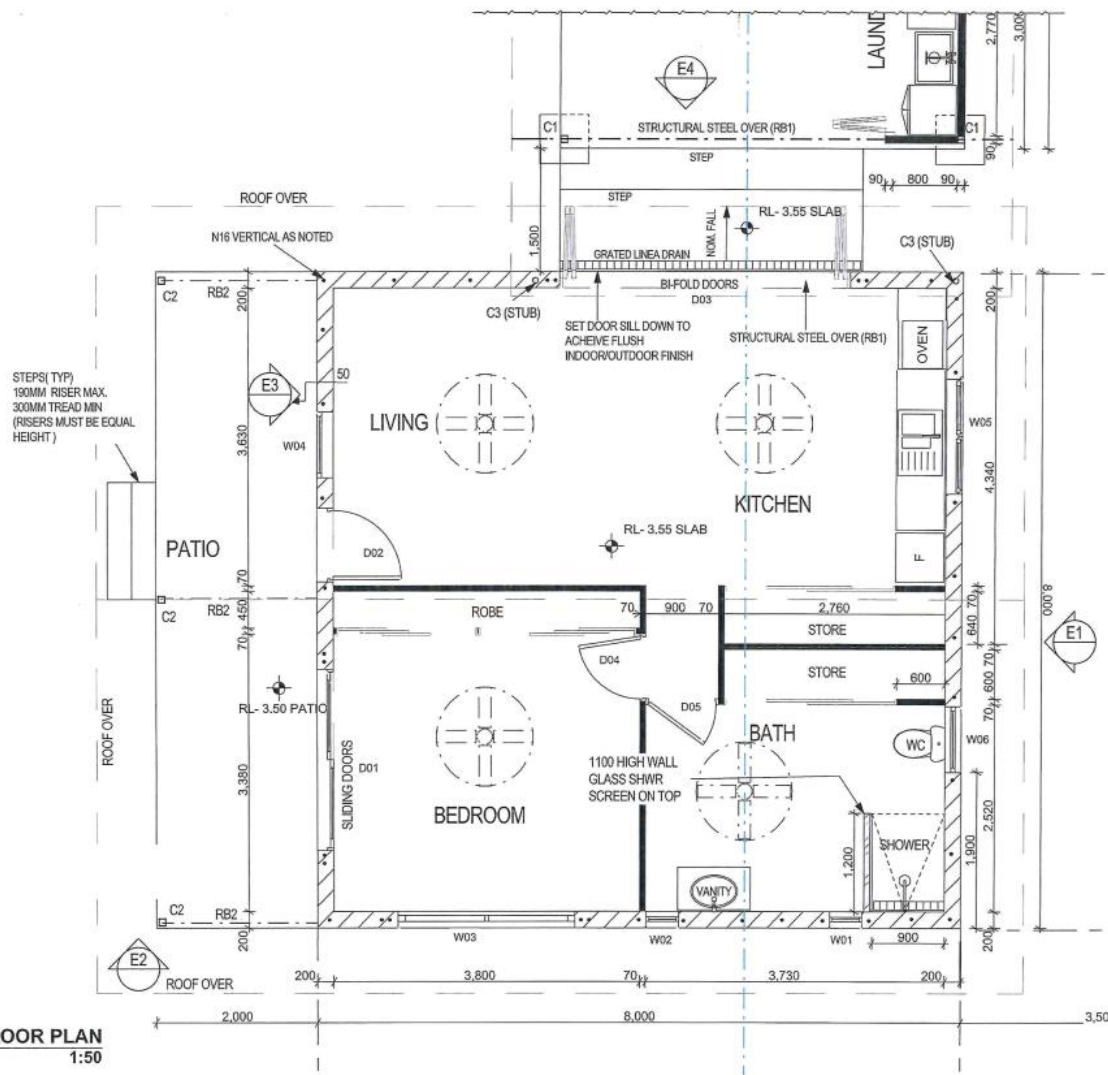 LAUND
2,770
3,000
E4
C1
STRUCTURAL STEEL OVER (RB1)
C1
STEP
90
90
800
90
ROOF OVER
STEP
RL- 3.55 SLAB
N16 VERTICAL AS NOTED
1,500
NOM. FALL
GRATED LINEA DRAIN
C3 (STUB)
C2
RB2
200
BI-FOLD DOORS
D03
200
C3 (STUB)
SET DOOR SILL DOWN TO
ACHEIVE FLUSH
INDOOR/OUTDOOR FINISH
STRUCTURAL STEEL OVER (RB1)
OVEN
STEPS( TYP)
190MM RISER MAX.
300MM TREAD MIN
(RISERS MUST BE EQUAL
HEIGHT )
E3
50
LIVING
W04
W05
3,630
4,340
KITCHEN
RL- 3.55 SLAB
PATIO
D02
F
8,000
C2
RB2
70
450
70
ROBE
70
900
70
2,760
STORE
70
640
E1
D04
STORE
600
70
600
70
RL- 3.50 PATIO
D05
BATH
WC
W06
ROOF OVER
SLIDING DOORS
D01
3,380
1100 HIGH WALL
GLASS SHWR
SCREEN ON TOP
BEDROOM
SHOWER
1,200
1,900
2,520
VANITY
C2
RB2
200
W03
W02
W01
900
200
E2
ROOF OVER
200
3,800
70
3,730
200
2,000
8,000
3,50
OOR PLAN
1:50